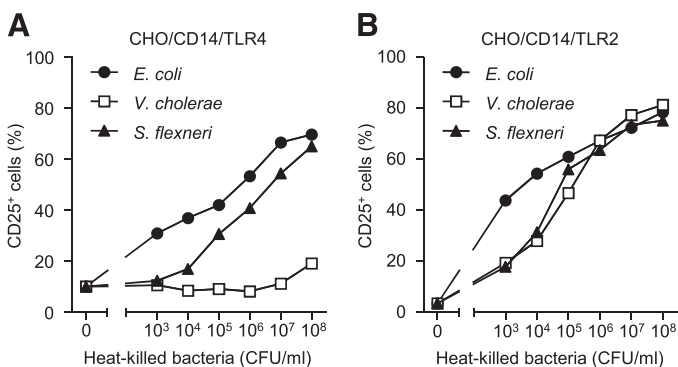 A
CHO/CD14/TLR4
100
80
60
40
20
0
CD25⁺ cells (%)
E. coli
V. cholerae
S. flexneri
0 10³ 10⁴ 10⁵ 10⁶ 10⁷ 10⁸
Heat-killed bacteria (CFU/ml)
B
CHO/CD14/TLR2
100
80
60
40
20
0
CD25⁺ cells (%)
E. coli
V. cholerae
S. flexneri
0 10³ 10⁴ 10⁵ 10⁶ 10⁷ 10⁸
Heat-killed bacteria (CFU/ml)